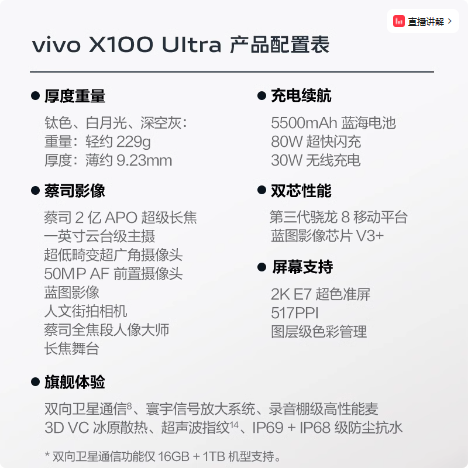 直播讲解 >
vivo X100 Ultra 产品配置表
● 厚度重量
钛色、白月光、深空灰：
重量：轻约 229g
厚度：薄约 9.23mm
● 充电续航
5500mAh 蓝海电池
80W 超快闪充
30W 无线充电
● 蔡司影像
蔡司 2 亿 APO 超级长焦
一英寸云台级主摄
超低畸变超广角摄像头
50MP AF 前置摄像头
蓝图影像
人文街拍相机
蔡司全焦段人像大师
长焦舞台
● 双芯性能
第三代骁龙 8 移动平台
蓝图影像芯片 V3+
● 屏幕支持
2K E7 超色准屏
517PPI
图层级色彩管理
● 旗舰体验
双向卫星通信⁸、寰宇信号放大系统、录音棚级高性能麦
3D VC 冰原散热、超声波指纹¹⁴、IP69 + IP68 级防尘抗水
* 双向卫星通信功能仅 16GB + 1TB 机型支持。